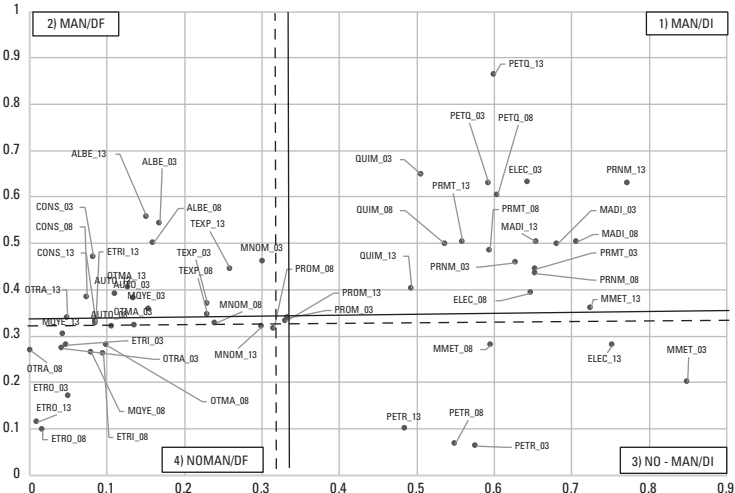 1
2) MAN/DF
1) MAN/DI
0.9
PETQ_13
0.8
PETQ_03
PETQ_08
0.7
ALBE_13
ALBE_03
QUIM_03
ELEC_03
PRNM_13
PRMT_13
0.6
CONS_03
ALBE_08
QUIM_08
PRMT_08
MADI_03
CONS_08
TEXP_13
MADI_13
MADI_08
0.5
CONS_13
ETRI_13
TEXP_03
MNOM_03
QUIM_13
PRMT_03
OTMA_13
TEXP_08
PROM_08
PRNM_03
PRNM_08
AUTO_13
AUTO_03
0.4
OTRA_13
MQYE_03
MNOM_08
PROM_13
ELEC_08
MMET_13
AUTO_08
OTMA_03
PROM_03
MQYE_13
0.3
ETRI_03
MNOM_13
MMET_08
ELEC_13
MMET_03
OTRA_08
OTRA_03
0.2
ETRO_03
OTMA_08
ETRO_13
MQYE_08
PETR_13
PETR_08
0.1
ETRO_08
ETRI_08
PETR_03
4) NOMAN/DF
3) NO - MAN/DI
0
0 0.1 0.2 0.3 0.4 0.5 0.6 0.7 0.8 0.9